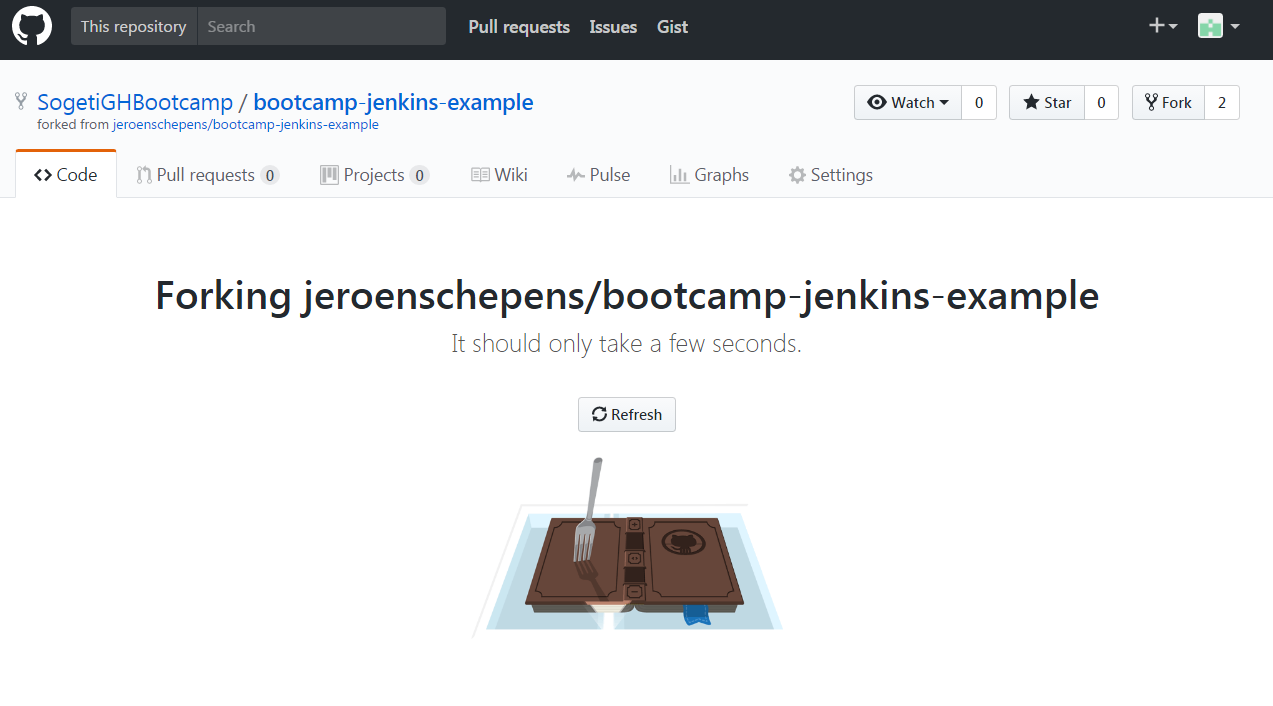 This repository Search Pull requests Issues Gist
SogetiGHBootcamp / bootcamp-jenkins-example Watch 0 Star 0 Fork 2
forked from jeroenschepens/bootcamp-jenkins-example
Code Pull requests 0 Projects 0 Wiki Pulse Graphs Settings
Forking jeroenschepens/bootcamp-jenkins-example
It should only take a few seconds.
Refresh